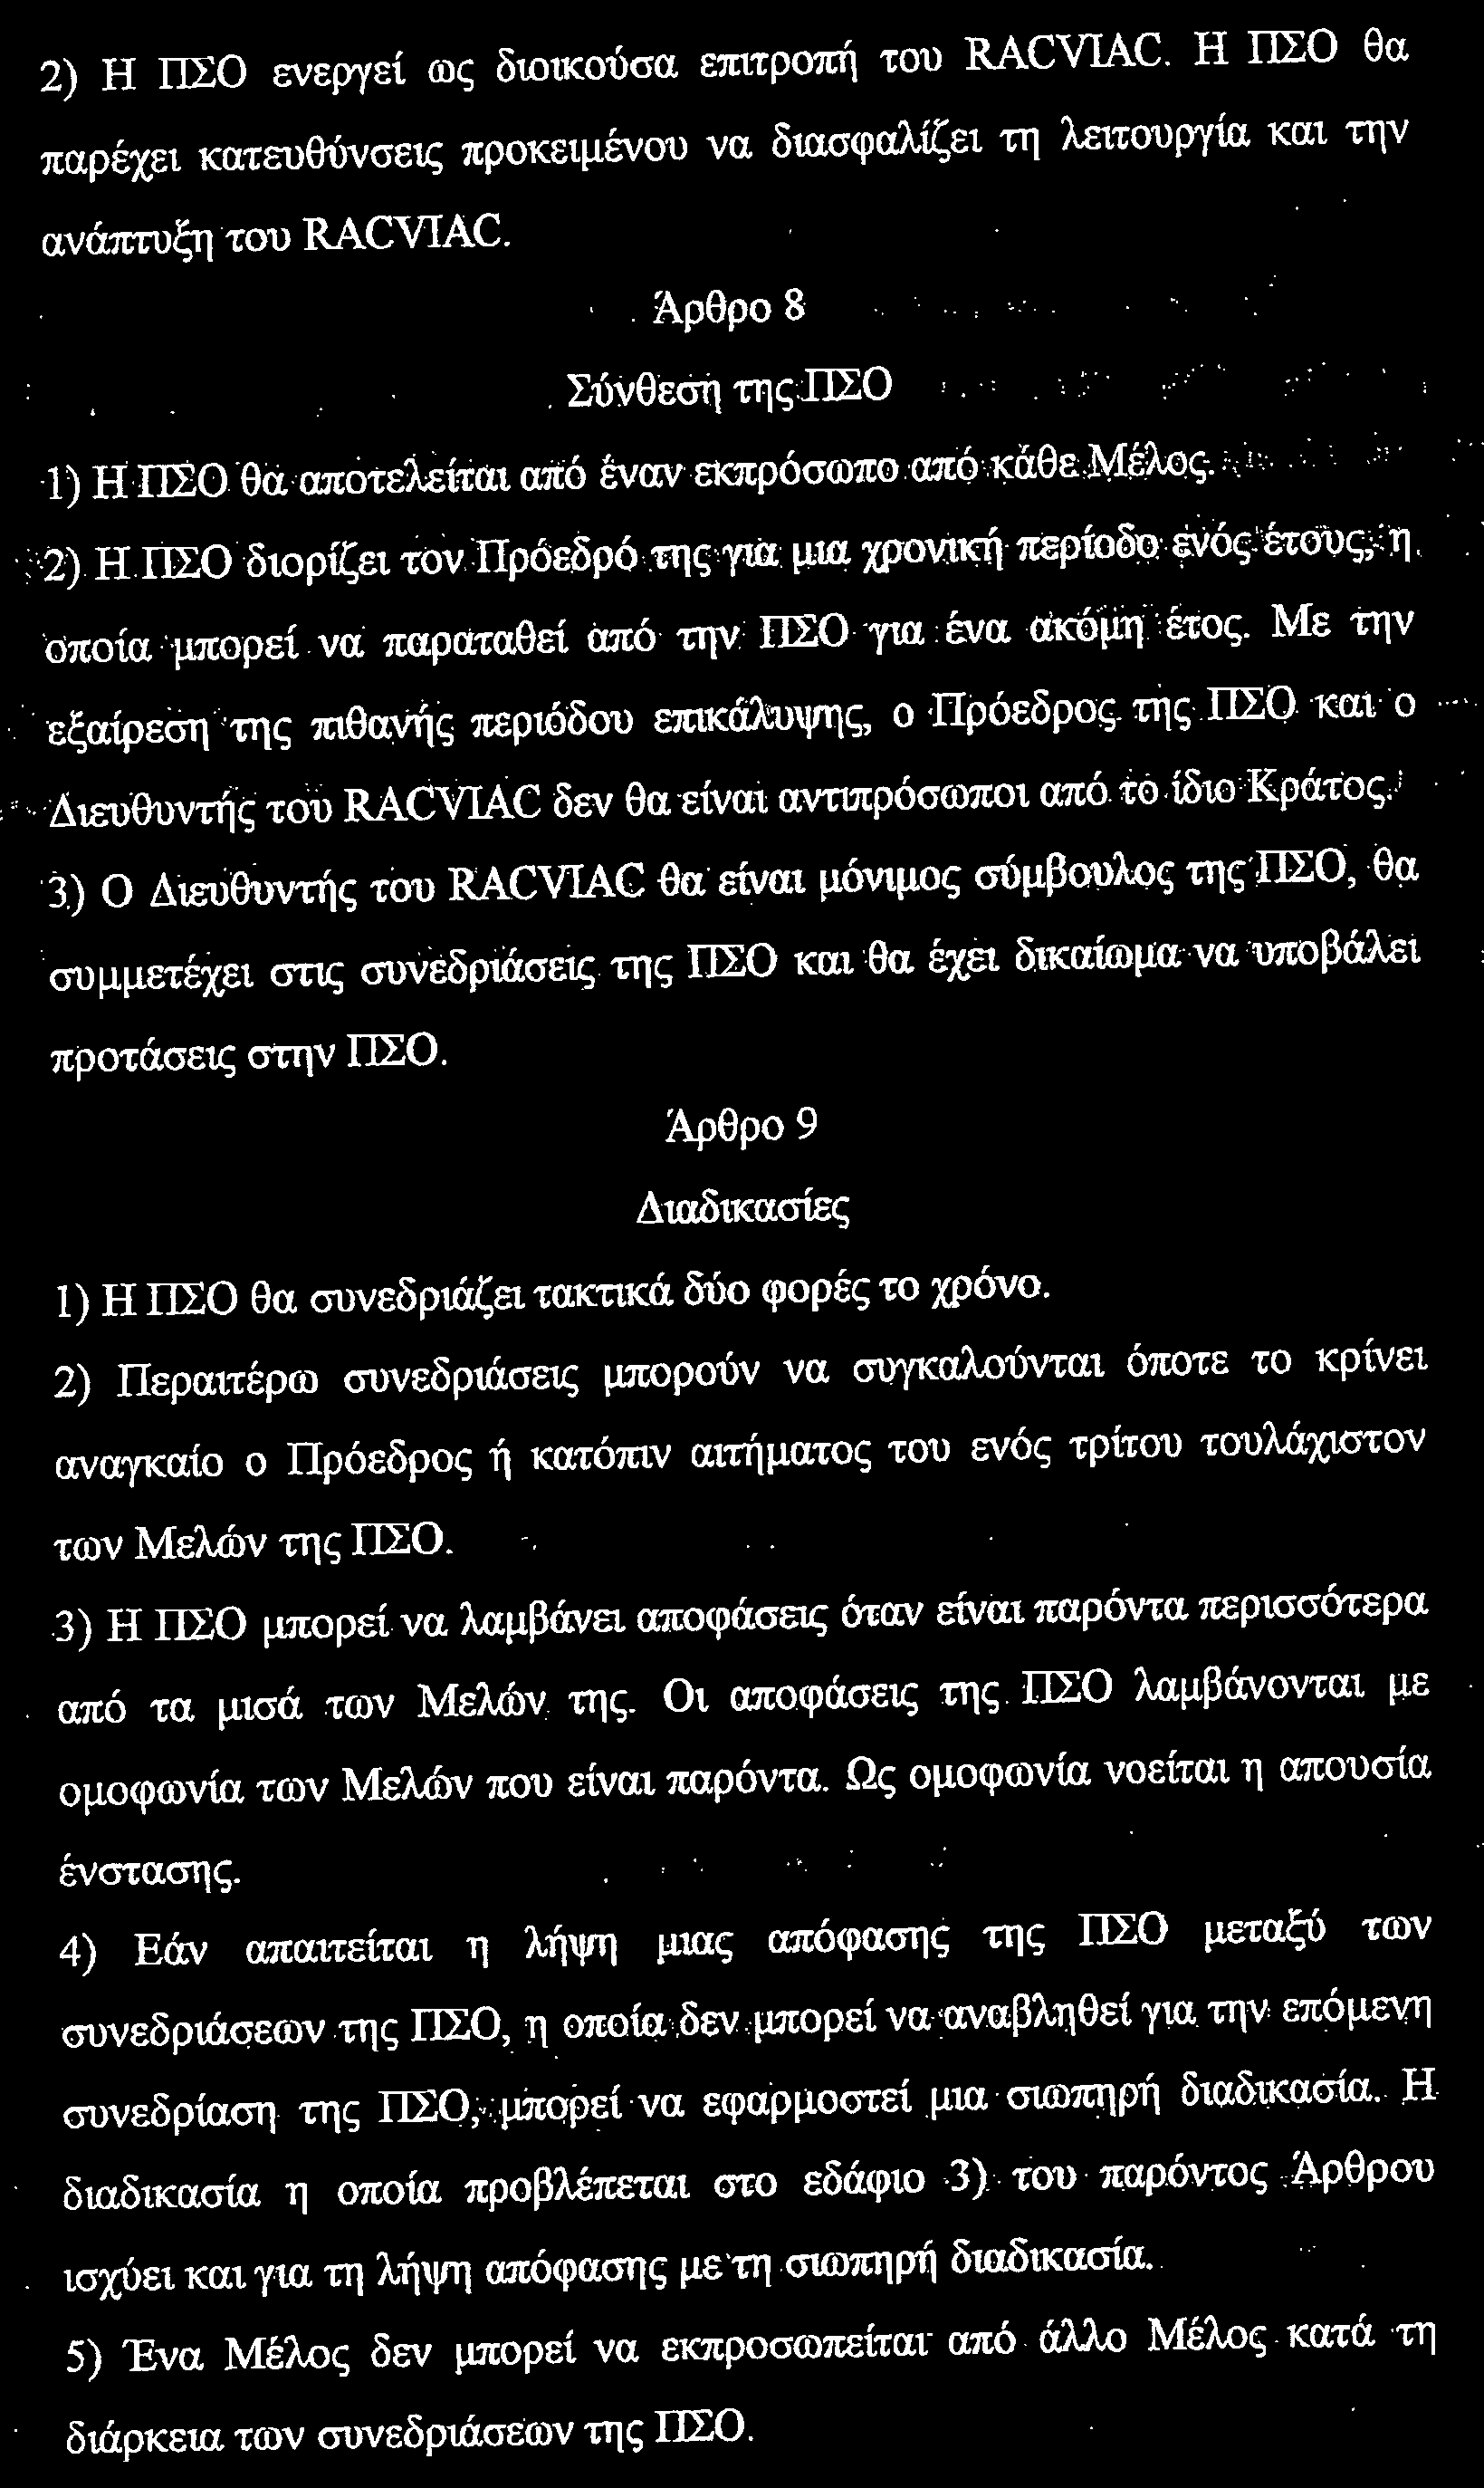 2) Η ΠΣΟ ενεργεί ως διοικούσα επιτροπή του RACVIAC. Η ΠΣΟ θα
παρέχει κατευθύνσεις προκειμένου να διασφαλίζει τη λειτουργία και την
ανάπτυξη του RACVIAC.
Άρθρο 8
Σύνθεση της ΠΣΟ
1) Η ΠΣΟ θα αποτελείται από έναν εκπρόσωπο από κάθε Μέλος.
2) Η ΠΣΟ διορίζει τον Πρόεδρό της για μια χρονική περίοδο ενός έτους, η
οποία μπορεί να παραταθεί από την ΠΣΟ για ένα ακόμη έτος. Με την
εξαίρεση της πιθανής περιόδου επικάλυψης, ο Πρόεδρος της ΠΣΟ και ο
Διευθυντής του RACVIAC δεν θα είναι αντιπρόσωποι από το ίδιο Κράτος.
3) Ο Διευθυντής του RACVIAC θα είναι μόνιμος σύμβουλος της ΠΣΟ, θα
συμμετέχει στις συνεδριάσεις της ΠΣΟ και θα έχει δικαίωμα να υποβάλει
προτάσεις στην ΠΣΟ.
Άρθρο 9
Διαδικασίες
1) Η ΠΣΟ θα συνεδριάζει τακτικά δύο φορές το χρόνο.
2) Περαιτέρω συνεδριάσεις μπορούν να συγκαλούνται όποτε το κρίνει
αναγκαίο ο Πρόεδρος ή κατόπιν αιτήματος του ενός τρίτου τουλάχιστον
των Μελών της ΠΣΟ.
3) Η ΠΣΟ μπορεί να λαμβάνει αποφάσεις όταν είναι παρόντα περισσότερα
από τα μισά των Μελών της. Οι αποφάσεις της ΠΣΟ λαμβάνονται με
ομοφωνία των Μελών που είναι παρόντα. Ως ομοφωνία νοείται η απουσία
ένστασης.
4) Εάν απαιτείται η λήψη μιας απόφασης της ΠΣΟ μεταξύ των
συνεδριάσεων της ΠΣΟ, η οποία δεν μπορεί να αναβληθεί για την επόμενη
συνεδρίαση της ΠΣΟ, μπορεί να εφαρμοστεί μια σιωπηρή διαδικασία. Η
διαδικασία η οποία προβλέπεται στο εδάφιο 3) του παρόντος Άρθρου
ισχύει και για τη λήψη απόφασης με τη σιωπηρή διαδικασία.
5) Ένα Μέλος δεν μπορεί να εκπροσωπείται από άλλο Μέλος κατά τη
διάρκεια των συνεδριάσεων της ΠΣΟ.